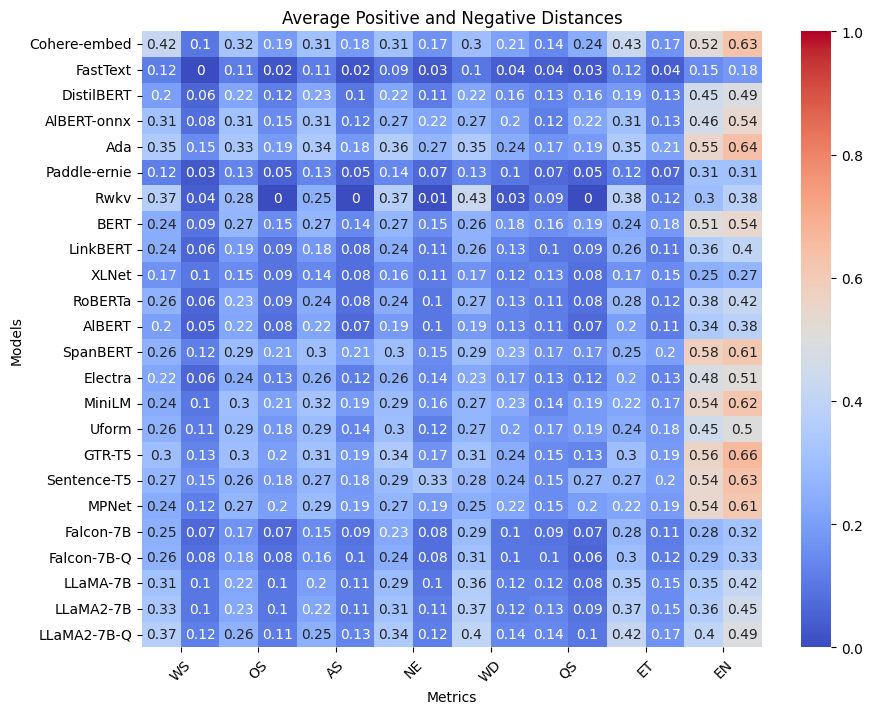 Average Positive and Negative Distances
Cohere-embed 0.42 0.1 0.32 0.19 0.31 0.18 0.31 0.17 0.3 0.21 0.14 0.24 0.43 0.17 0.52 0.63
FastText 0.12 0 0.11 0.02 0.11 0.02 0.09 0.03 0.1 0.04 0.04 0.03 0.12 0.04 0.15 0.18
DistilBERT 0.2 0.06 0.22 0.12 0.23 0.1 0.22 0.11 0.22 0.16 0.13 0.16 0.19 0.13 0.45 0.49
AlBERT-onnx 0.31 0.08 0.31 0.15 0.31 0.12 0.27 0.22 0.27 0.2 0.12 0.22 0.31 0.13 0.46 0.54
Ada 0.35 0.15 0.33 0.19 0.34 0.18 0.36 0.27 0.35 0.24 0.17 0.19 0.35 0.21 0.55 0.64
Paddle-ernie 0.12 0.03 0.13 0.05 0.13 0.05 0.14 0.07 0.13 0.1 0.07 0.05 0.12 0.07 0.31 0.31
Rwkv 0.37 0.04 0.28 0 0.25 0 0.37 0.01 0.43 0.03 0.09 0 0.38 0.12 0.3 0.38
BERT 0.24 0.09 0.27 0.15 0.27 0.14 0.27 0.15 0.26 0.18 0.16 0.19 0.24 0.18 0.51 0.54
LinkBERT 0.24 0.06 0.19 0.09 0.18 0.08 0.24 0.11 0.26 0.13 0.1 0.09 0.26 0.11 0.36 0.4
XLNet 0.17 0.1 0.15 0.09 0.14 0.08 0.16 0.11 0.17 0.12 0.13 0.08 0.17 0.15 0.25 0.27
RoBERTa 0.26 0.06 0.23 0.09 0.24 0.08 0.24 0.1 0.27 0.13 0.11 0.08 0.28 0.12 0.38 0.42
AlBERT 0.2 0.05 0.22 0.08 0.22 0.07 0.19 0.1 0.19 0.13 0.11 0.07 0.2 0.11 0.34 0.38
SpanBERT 0.26 0.12 0.29 0.21 0.3 0.21 0.3 0.15 0.29 0.23 0.17 0.17 0.25 0.2 0.58 0.61
Electra 0.22 0.06 0.24 0.13 0.26 0.12 0.26 0.14 0.23 0.17 0.13 0.12 0.2 0.13 0.48 0.51
MiniLM 0.24 0.1 0.3 0.21 0.32 0.19 0.29 0.16 0.27 0.23 0.14 0.19 0.22 0.17 0.54 0.62
Uform 0.26 0.11 0.29 0.18 0.29 0.14 0.3 0.12 0.27 0.2 0.17 0.19 0.24 0.18 0.45 0.5
GTR-T5 0.3 0.13 0.3 0.2 0.31 0.19 0.34 0.17 0.31 0.24 0.15 0.13 0.3 0.19 0.56 0.66
Sentence-T5 0.27 0.15 0.26 0.18 0.27 0.18 0.29 0.33 0.28 0.24 0.15 0.27 0.27 0.2 0.54 0.63
MPNet 0.24 0.12 0.27 0.2 0.29 0.19 0.27 0.19 0.25 0.22 0.15 0.2 0.22 0.19 0.54 0.61
Falcon-7B 0.25 0.07 0.17 0.07 0.15 0.09 0.23 0.08 0.29 0.1 0.09 0.07 0.28 0.11 0.28 0.32
Falcon-7B-Q 0.26 0.08 0.18 0.08 0.16 0.1 0.24 0.08 0.31 0.1 0.1 0.06 0.3 0.12 0.29 0.33
LLaMA-7B 0.31 0.1 0.22 0.1 0.2 0.11 0.29 0.1 0.36 0.12 0.12 0.08 0.35 0.15 0.35 0.42
LLaMA2-7B 0.33 0.1 0.23 0.1 0.22 0.11 0.31 0.11 0.37 0.12 0.13 0.09 0.37 0.15 0.36 0.45
LLaMA2-7B-Q 0.37 0.12 0.26 0.11 0.25 0.13 0.34 0.12 0.4 0.14 0.14 0.1 0.42 0.17 0.4 0.49
WS OS AS NE WD QS ET EN
Metrics
Models
1.0
0.8
0.6
0.4
0.2
0.0